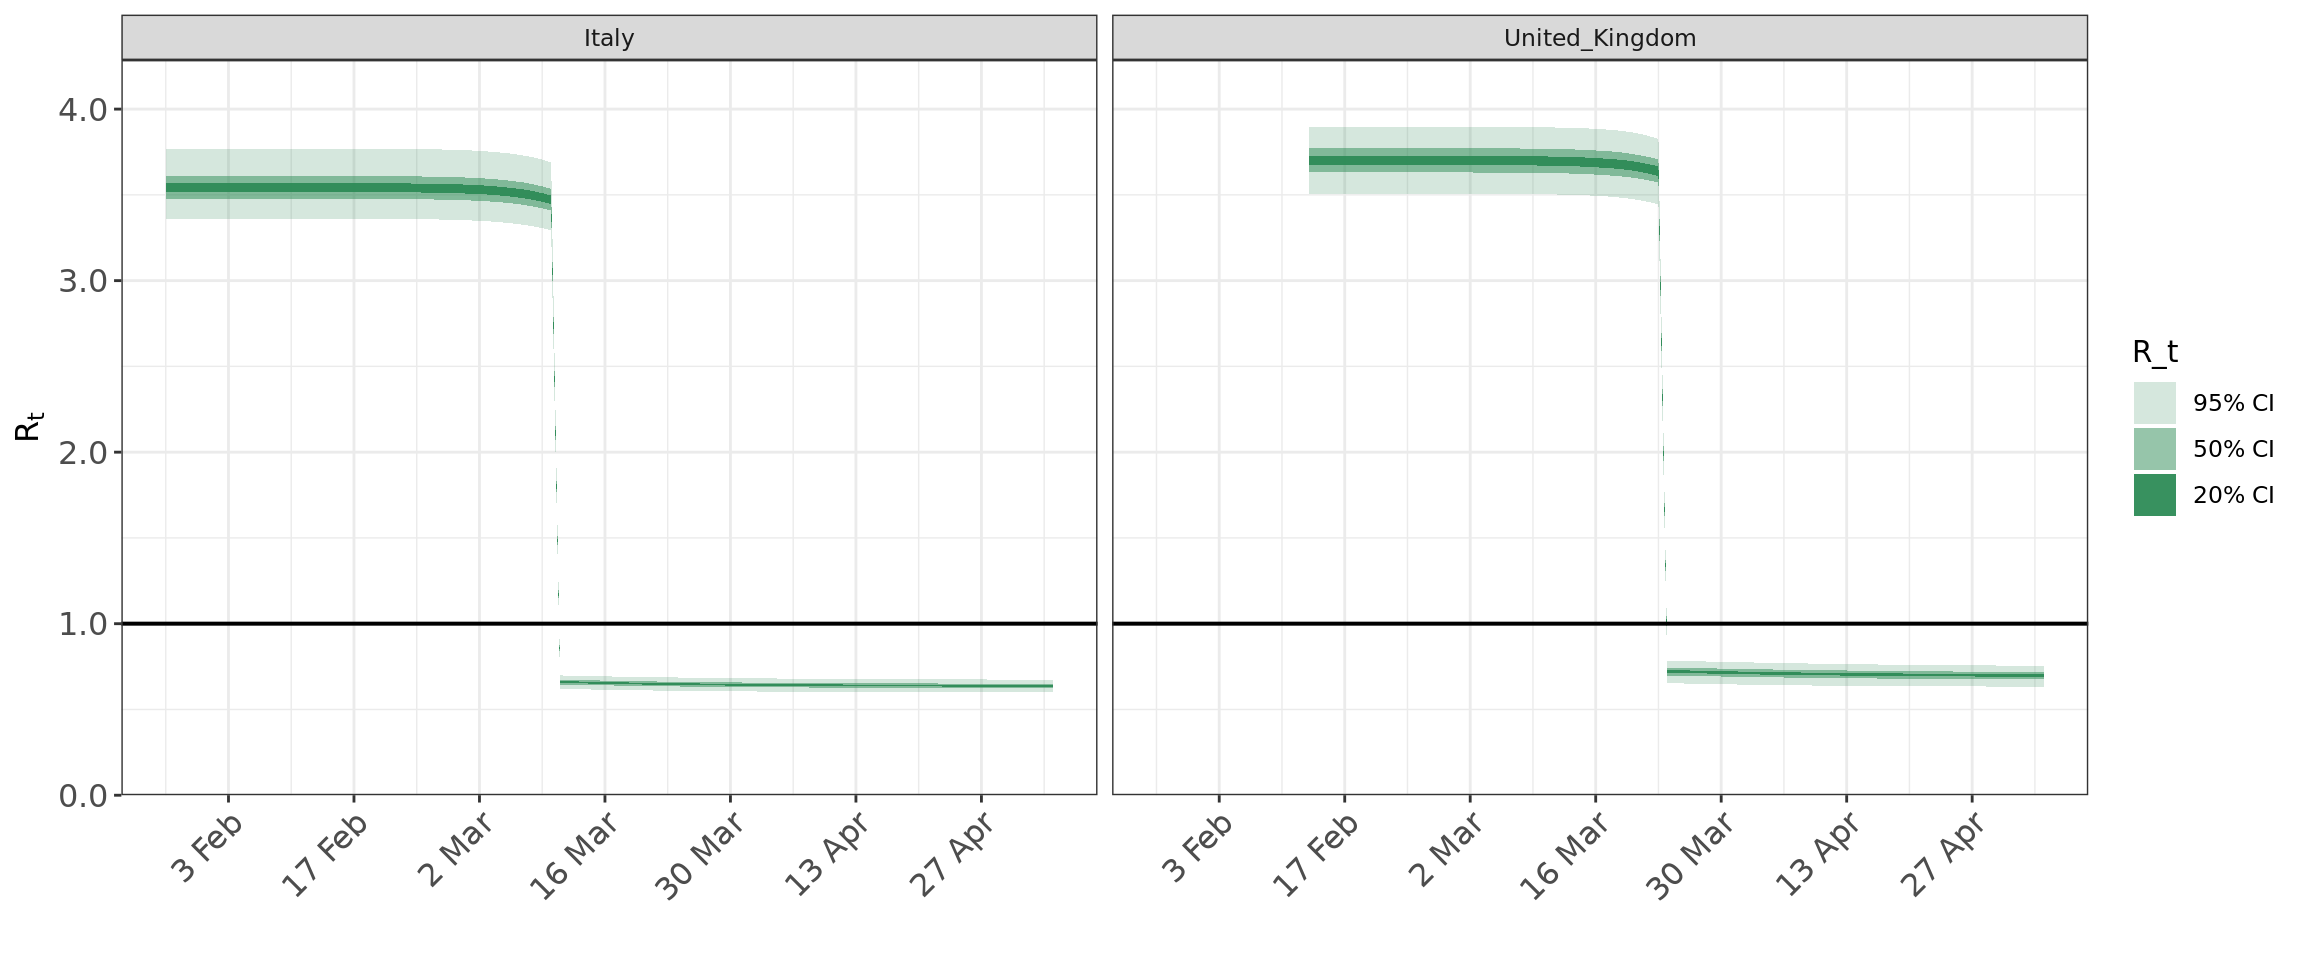 Italy
United_Kingdom
4.0
3.0
2.0
1.0
0.0
Rt
3 Feb
17 Feb
2 Mar
16 Mar
30 Mar
13 Apr
27 Apr
3 Feb
17 Feb
2 Mar
16 Mar
30 Mar
13 Apr
27 Apr
R_t
95% CI
50% CI
20% CI